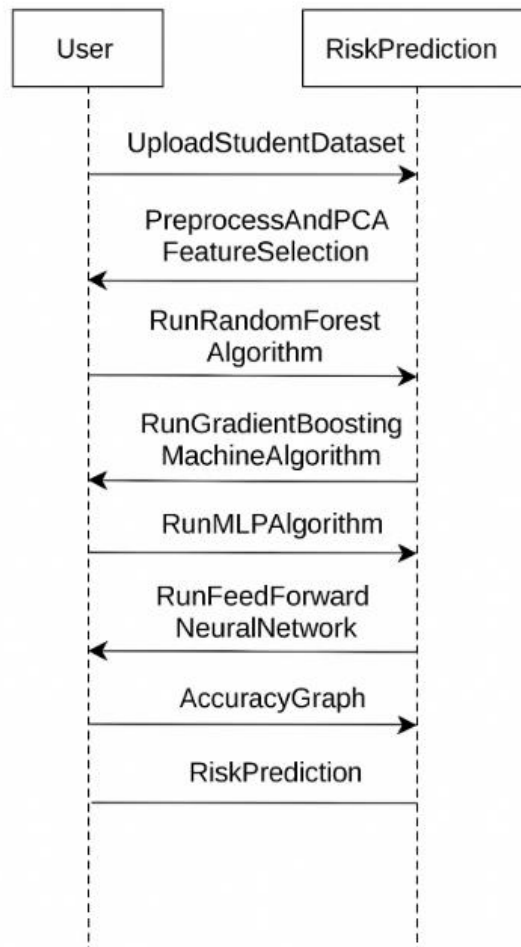 User
RiskPrediction
UploadStudentDataset
PreprocessAndPCA
FeatureSelection
RunRandomForest
Algorithm
RunGradientBoosting
MachineAlgorithm
RunMLPAlgorithm
RunFeedForward
NeuralNetwork
AccuracyGraph
RiskPrediction